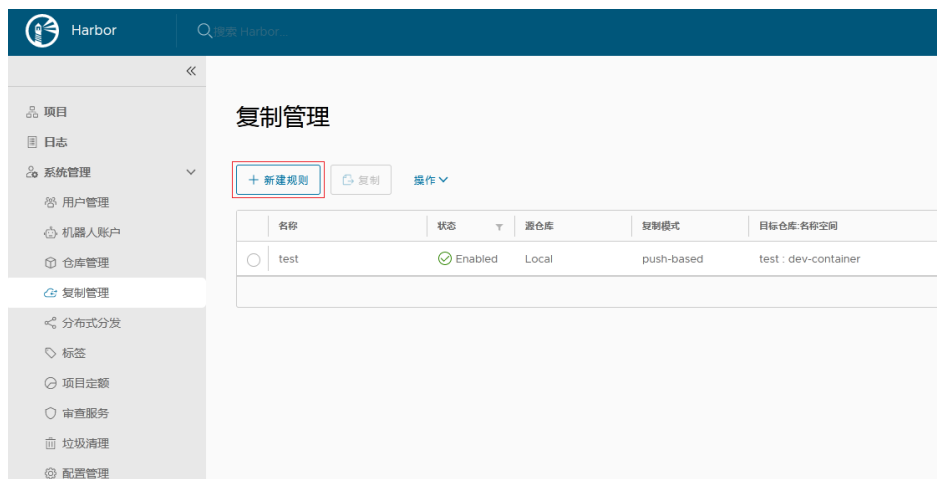 Harbor
搜索 Harbor...
项目
日志
系统管理
用户管理
机器人账户
仓库管理
复制管理
分布式分发
标签
项目定额
审查服务
垃圾清理
配置管理
复制管理
新建规则 复制 操作
名称 状态 源仓库 复制模式 目标仓库:名称空间
test Enabled Local push-based test : dev-container